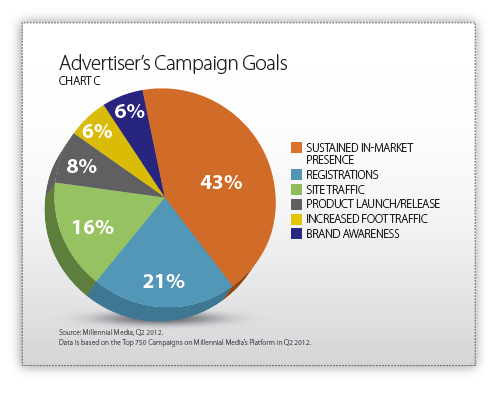 Advertiser's Campaign Goals
CHART C
6%
6%
8%
43%
16%
21%
SUSTAINED IN-MARKET
PRESENCE
REGISTRATIONS
SITE TRAFFIC
PRODUCT LAUNCH/RELEASE
INCREASED FOOT TRAFFIC
BRAND AWARENESS
Source: Millennial Media, Q2 2012.
Data is based on the Top 750 Campaigns on Millennial Media's Platform in Q2 2012.